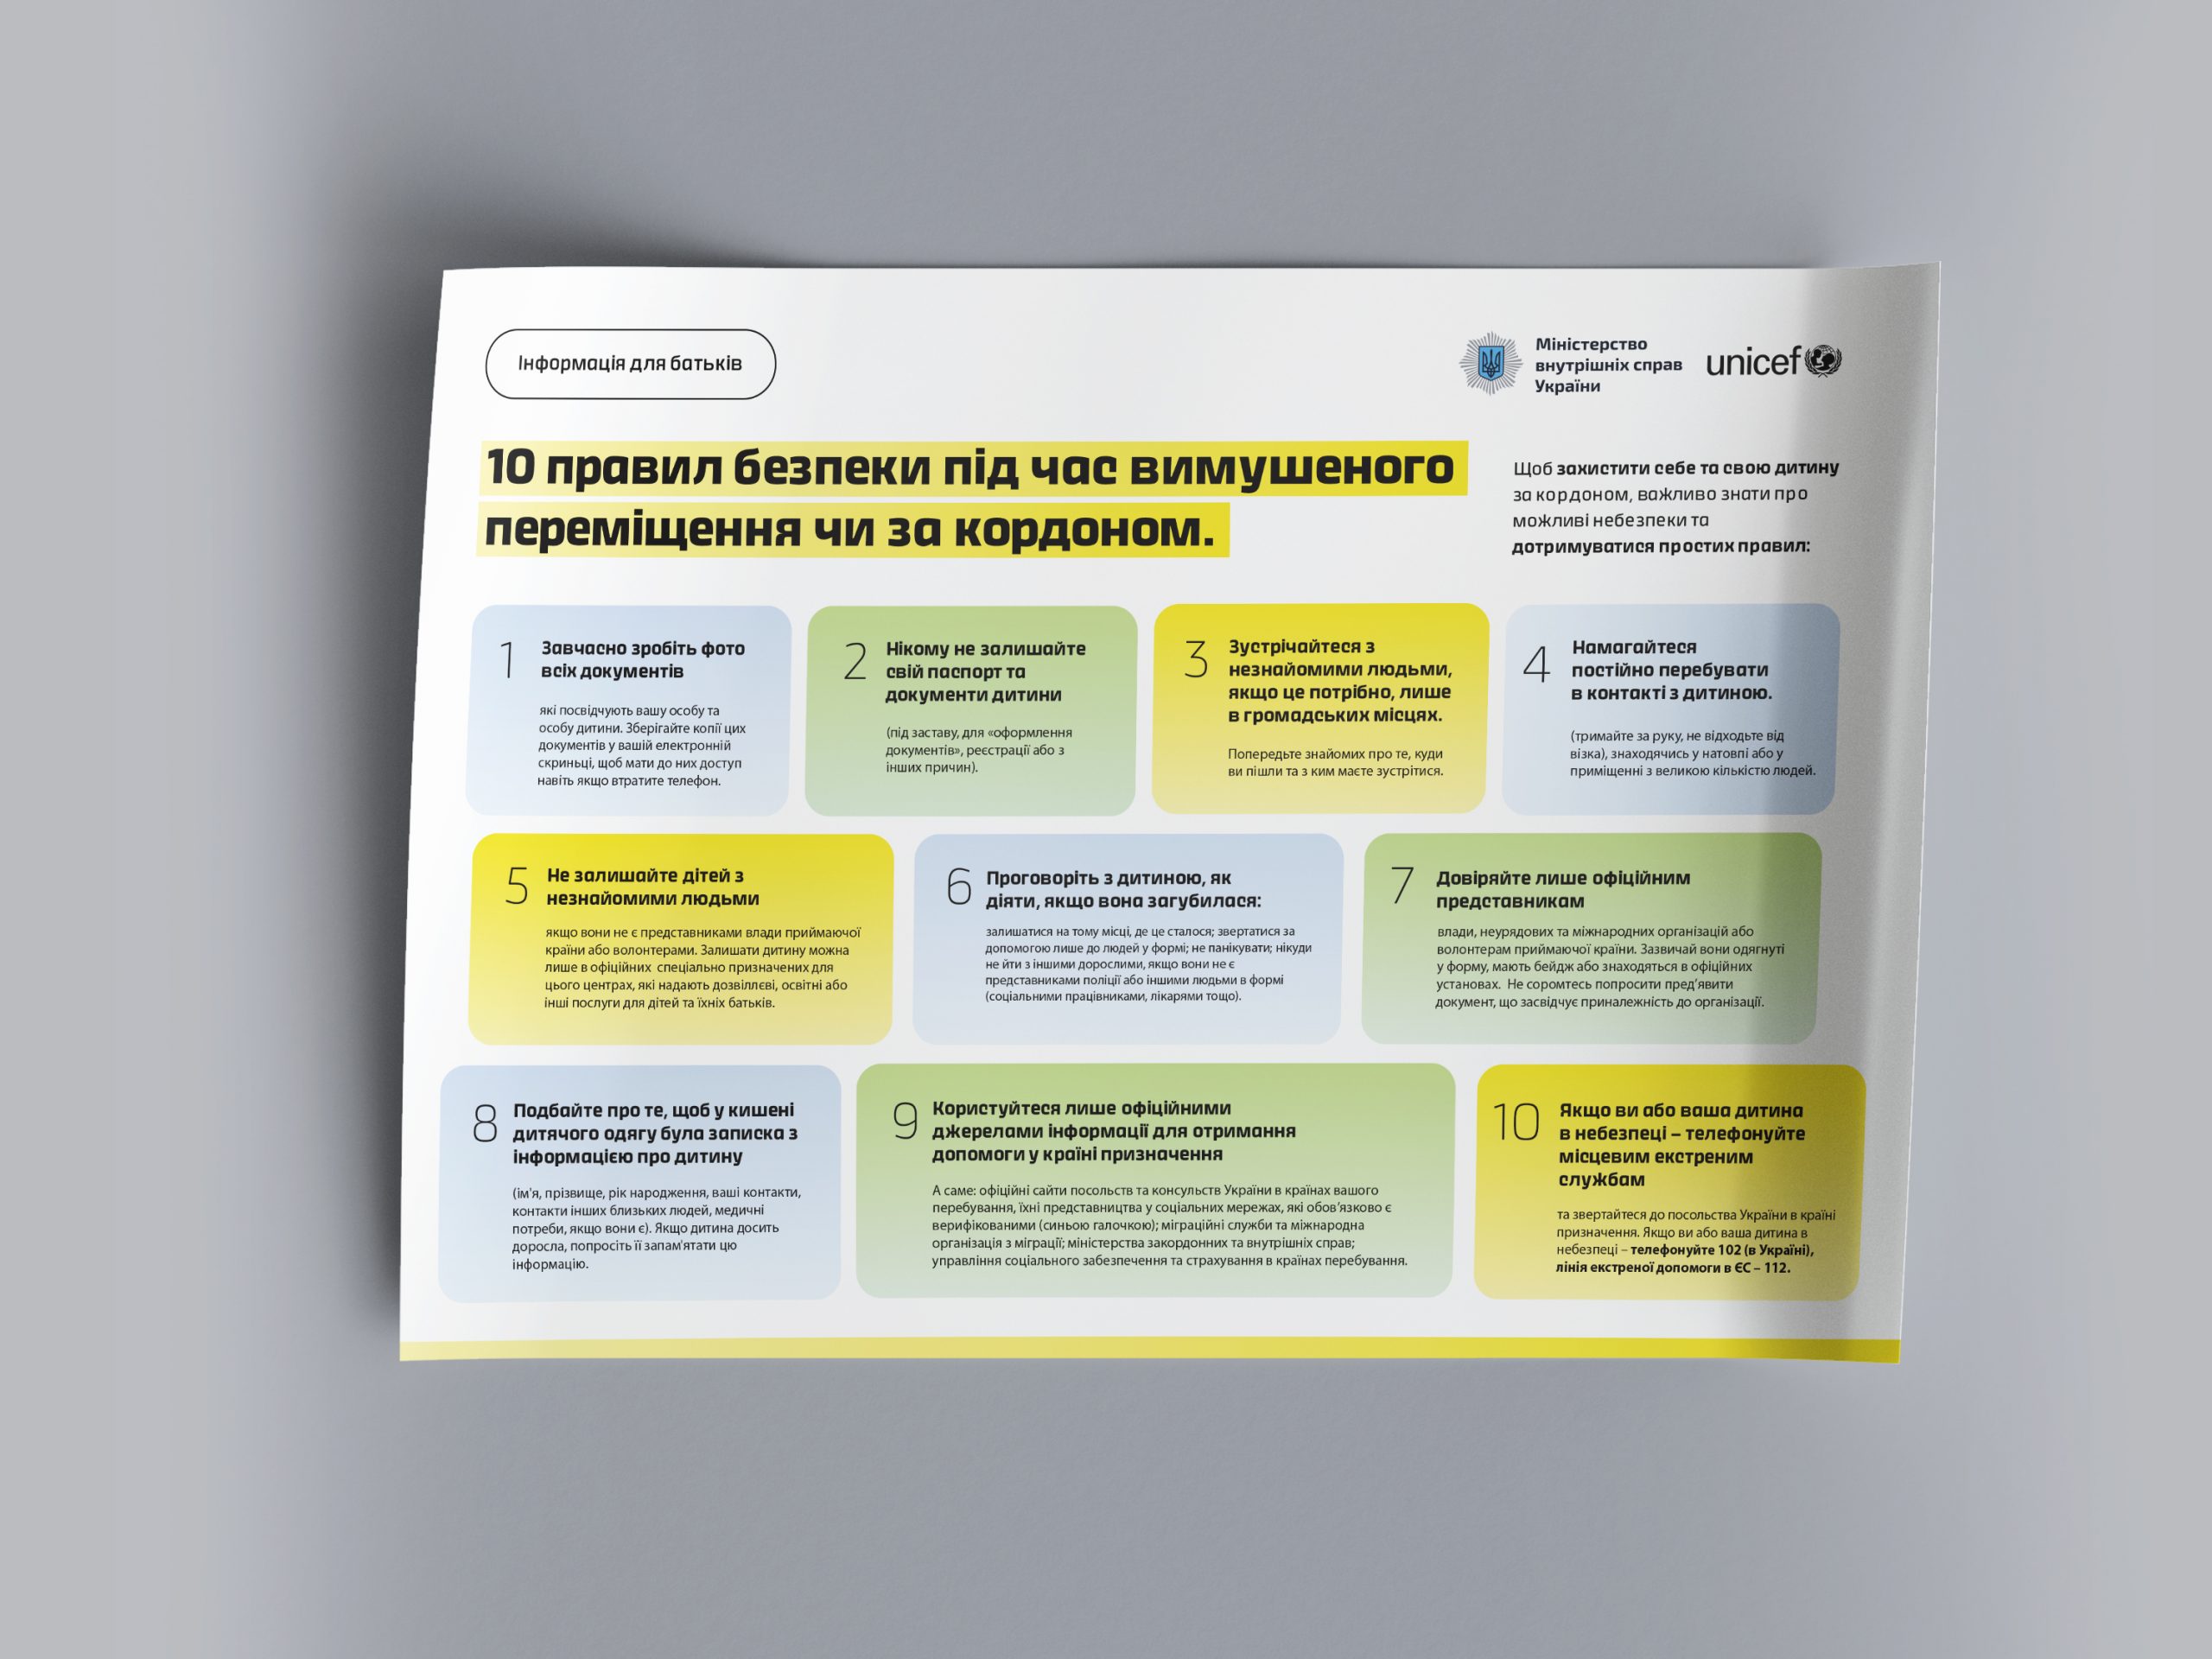 Інформація для батьків
Міністерство
внутрішніх справ
України
unicef
10 правил безпеки під час вимушеного
переміщення чи за кордоном.
Щоб захистити себе та свою дитину
за кордоном, важливо знати про
можливі небезпеки та
дотримуватися простих правил:
1
Завчасно зробіть фото
всіх документів
які посвідчують вашу особу та
особу дитини. Зберігайте копії цих
документів у вашій електронній
скриньці, щоб мати до них доступ
навіть якщо втратите телефон.
2
Нікому не залишайте
свій паспорт та
документи дитини
(під заставу, для «оформлення
документів», реєстрації або з
інших причин).
3
Зустрічайтеся з
незнайомими людьми,
якщо це потрібно, лише
в громадських місцях.
Попередьте знайомих про те, куди
ви пішли та з ким маєте зустрітися.
4
Намагайтеся
постійно перебувати
в контакті з дитиною.
(тримайте за руку, не відходьте від
візка), знаходячись у натовпі або у
приміщенні з великою кількістю людей.
5
Не залишайте дітей з
незнайомими людьми
якщо вони не є представниками влади приймаючої
країни або волонтерами. Залишати дитину можна
лише в офіційних спеціально призначених для
цього центрах, які надають дозвіллєві, освітні або
інші послуги для дітей та їхніх батьків.
6
Проговоріть з дитиною, як
діяти, якщо вона загубилася:
залишатися на тому місці, де це сталося; звертатися за
допомогою лише до людей у формі; не панікувати; нікуди
не йти з іншими дорослими, якщо вони не є
представниками поліції або іншими людьми в формі
(соціальними працівниками, лікарями тощо).
7
Довіряйте лише офіційним
представникам
влади, неурядових та міжнародних організацій або
волонтерам приймаючої країни. Зазвичай вони одягнуті
у форму, мають бейдж або знаходяться в офіційних
установах. Не соромтесь попросити пред’явити
документ, що засвідчує приналежність до організації.
8
Подбайте про те, щоб у кишені
дитячого одягу була записка з
інформацією про дитину
(ім'я, прізвище, рік народження, ваші контакти,
контакти інших близьких людей, медичні
потреби, якщо вони є). Якщо дитина досить
доросла, попросіть її запам'ятати цю
інформацію.
9
Користуйтеся лише офіційними
джерелами інформації для отримання
допомоги у країні призначення
А саме: офіційні сайти посольств та консульств України в країнах вашого
перебування, їхні представництва у соціальних мережах, які обов’язково є
верифікованими (синьою галочкою); міграційні служби та міжнародна
організація з міграції; міністерства закордонних та внутрішніх справ;
управління соціального забезпечення та страхування в країнах перебування.
10
Якщо ви або ваша дитина
в небезпеці – телефонуйте
місцевим екстреним
службам
та звертайтеся до посольства України в країні
призначення. Якщо ви або ваша дитина в
небезпеці – телефонуйте 102 (в Україні),
лінія екстреної допомоги в ЄС – 112.